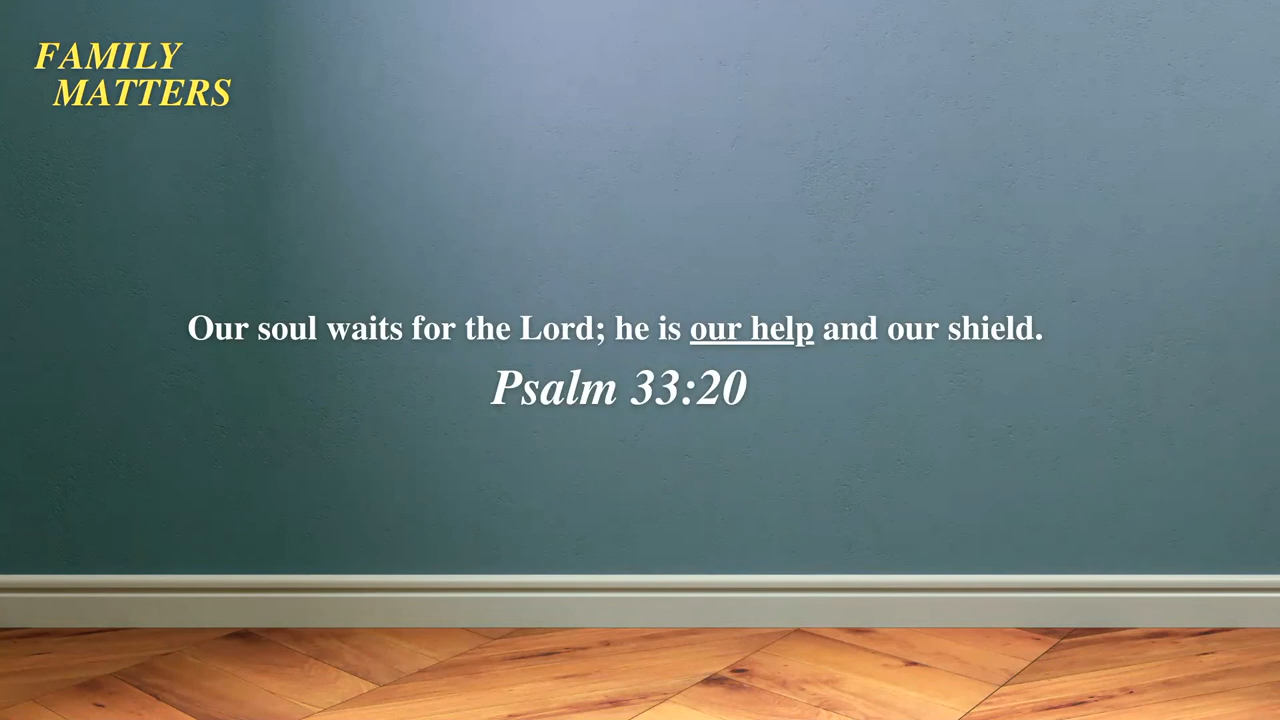 FAMILY
MATTERS
Our soul waits for the Lord; he is our help and our shield.
Psalm 33:20